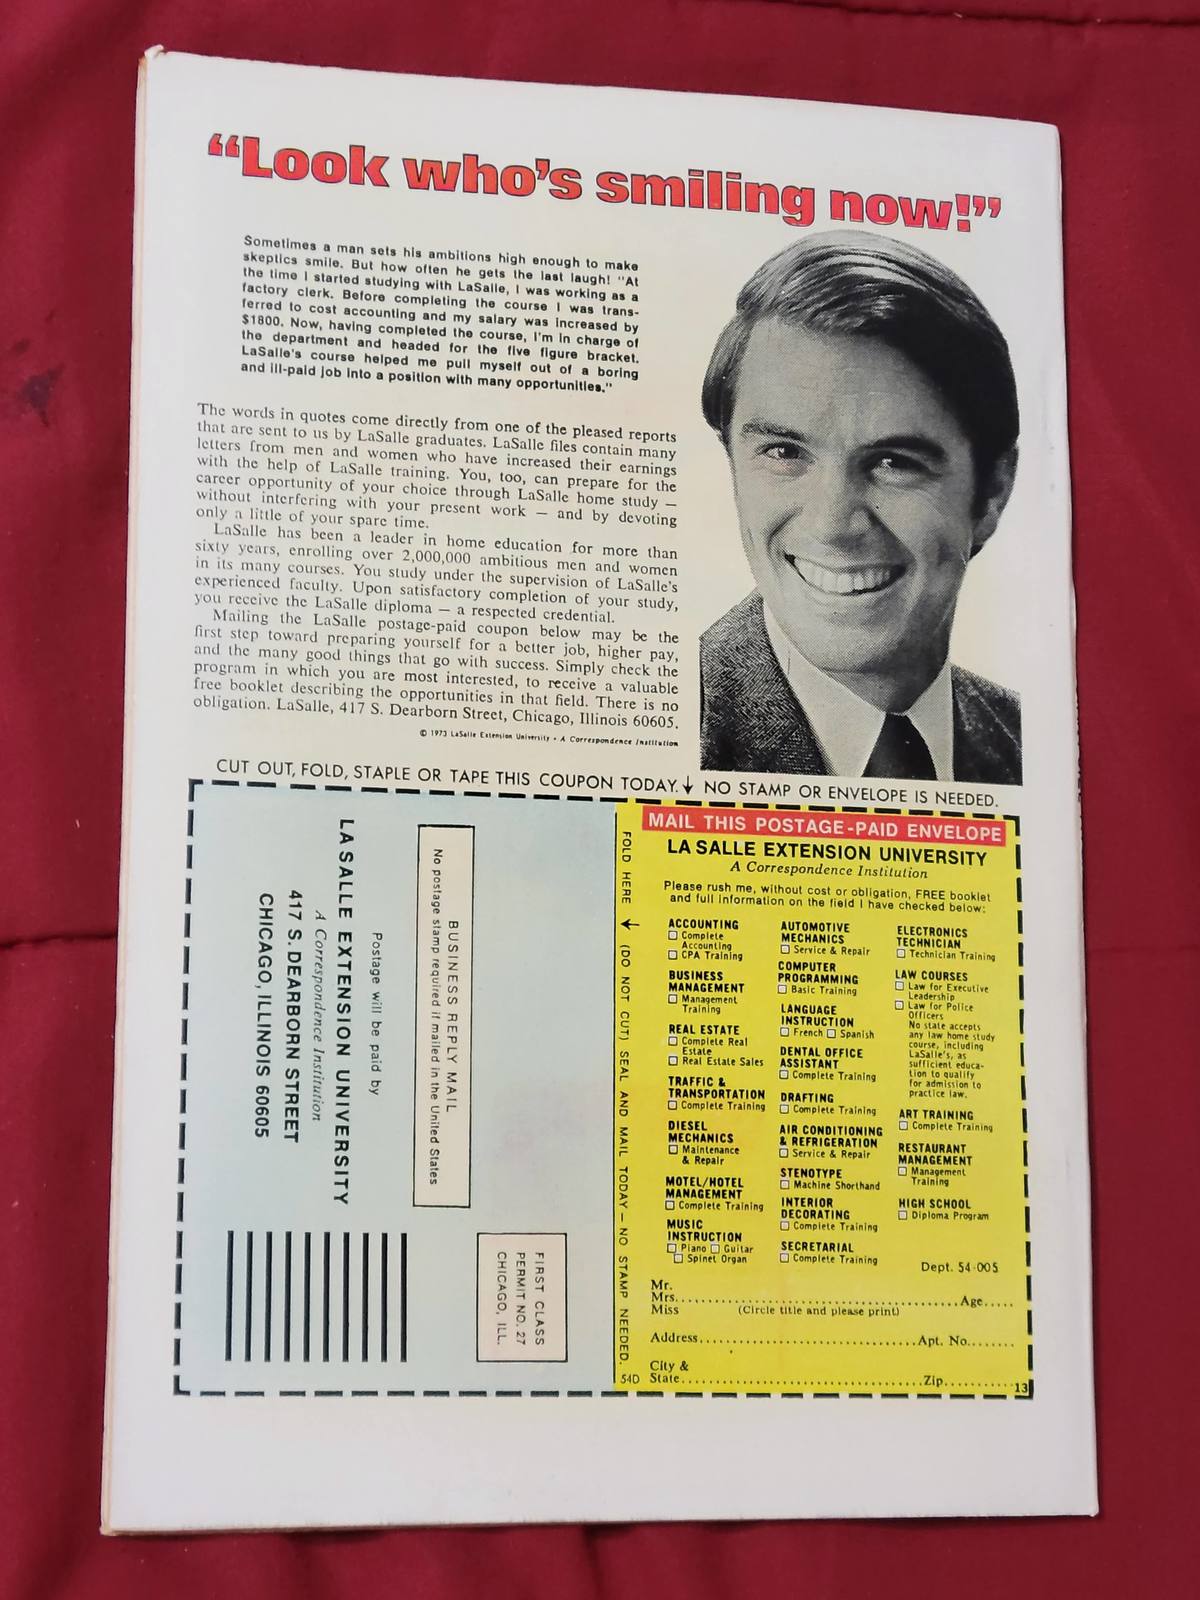 “Look who’s smiling now!”
Sometimes a man sets his ambitions high enough to make
skeptics smile. But how often he gets the last laugh! "At
the time I started studying with LaSalle, I was working as a
factory clerk. Before completing the course I was trans-
ferred to cost accounting and my salary was increased by
$1800. Now, having completed the course, I'm in charge of
the department and headed for the five figure bracket.
LaSalle's course helped me pull myself out of a boring
and ill-paid job into a position with many opportunities."
The words in quotes come directly from one of the pleased reports
that are sent to us by LaSalle graduates. LaSalle files contain many
letters from men and women who have increased their earnings
with the help of LaSalle training. You, too, can prepare for the
career opportunity of your choice through LaSalle home study —
without interfering with your present work — and by devoting
only a little of your spare time.
LaSalle has been a leader in home education for more than
sixty years, enrolling over 2,000,000 ambitious men and women
in its many courses. You study under the supervision of LaSalle's
experienced faculty. Upon satisfactory completion of your study,
you receive the LaSalle diploma — a respected credential.
Mailing the LaSalle postage-paid coupon below may be the
first step toward preparing yourself for a better job, higher pay,
and the many good things that go with success. Simply check the
program in which you are most interested, to receive a valuable
free booklet describing the opportunities in that field. There is no
obligation. LaSalle, 417 S. Dearborn Street, Chicago, Illinois 60605.
© 1973 LaSalle Extension University • A Correspondence Institution
CUT OUT, FOLD, STAPLE OR TAPE THIS COUPON TODAY. ↓ NO STAMP OR ENVELOPE IS NEEDED.
FIRST CLASS
PERMIT NO. 27
CHICAGO, ILL.
BUSINESS REPLY MAIL
No postage stamp required if mailed in the United States
Postage will be paid by
LA SALLE EXTENSION UNIVERSITY
A Correspondence Institution
417 S. DEARBORN STREET
CHICAGO, ILLINOIS 60605
FOLD HERE → (DO NOT CUT) SEAL AND MAIL TODAY — NO STAMP NEEDED.
54D
MAIL THIS POSTAGE-PAID ENVELOPE
LA SALLE EXTENSION UNIVERSITY
A Correspondence Institution
Please rush me, without cost or obligation, FREE booklet
and full information on the field I have checked below:
ACCOUNTING
☐ Complete
Accounting
☐ CPA Training
BUSINESS
MANAGEMENT
☐ Management
Training
REAL ESTATE
☐ Complete Real
Estate
☐ Real Estate Sales
TRAFFIC &
TRANSPORTATION
☐ Complete Training
DIESEL
MECHANICS
☐ Maintenance
& Repair
MOTEL/HOTEL
MANAGEMENT
☐ Complete Training
MUSIC
INSTRUCTION
☐ Piano ☐ Guitar
☐ Spinet Organ
AUTOMOTIVE
MECHANICS
☐ Service & Repair
COMPUTER
PROGRAMMING
☐ Basic Training
LANGUAGE
INSTRUCTION
☐ French ☐ Spanish
DENTAL OFFICE
ASSISTANT
☐ Complete Training
DRAFTING
☐ Complete Training
AIR CONDITIONING
& REFRIGERATION
☐ Service & Repair
STENOTYPE
☐ Machine Shorthand
INTERIOR
DECORATING
☐ Complete Training
SECRETARIAL
☐ Complete Training
ELECTRONICS
TECHNICIAN
☐ Technician Training
LAW COURSES
☐ Law for Executive
Leadership
☐ Law for Police
Officers
No state accepts
any law home study
course, including
LaSalle's, as
sufficient educa-
tion to qualify
for admission to
practice law.
ART TRAINING
☐ Complete Training
RESTAURANT
MANAGEMENT
☐ Management
Training
HIGH SCHOOL
☐ Diploma Program
Dept. 54-005
Mr.
Mrs.....................................................Age.....
Miss (Circle title and please print)
Address..........................................Apt. No........
City &
State...............................................Zip..........
13